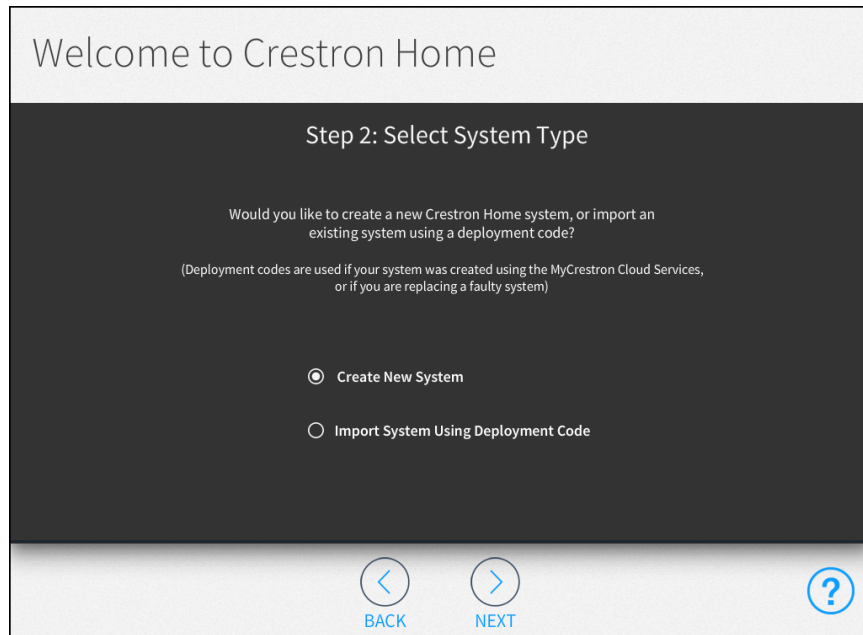 Welcome to Crestron Home
Step 2: Select System Type
Would you like to create a new Crestron Home system, or import an
existing system using a deployment code?
(Deployment codes are used if your system was created using the MyCrestron Cloud Services,
or if you are replacing a faulty system)
Create New System
Import System Using Deployment Code
BACK
NEXT
?